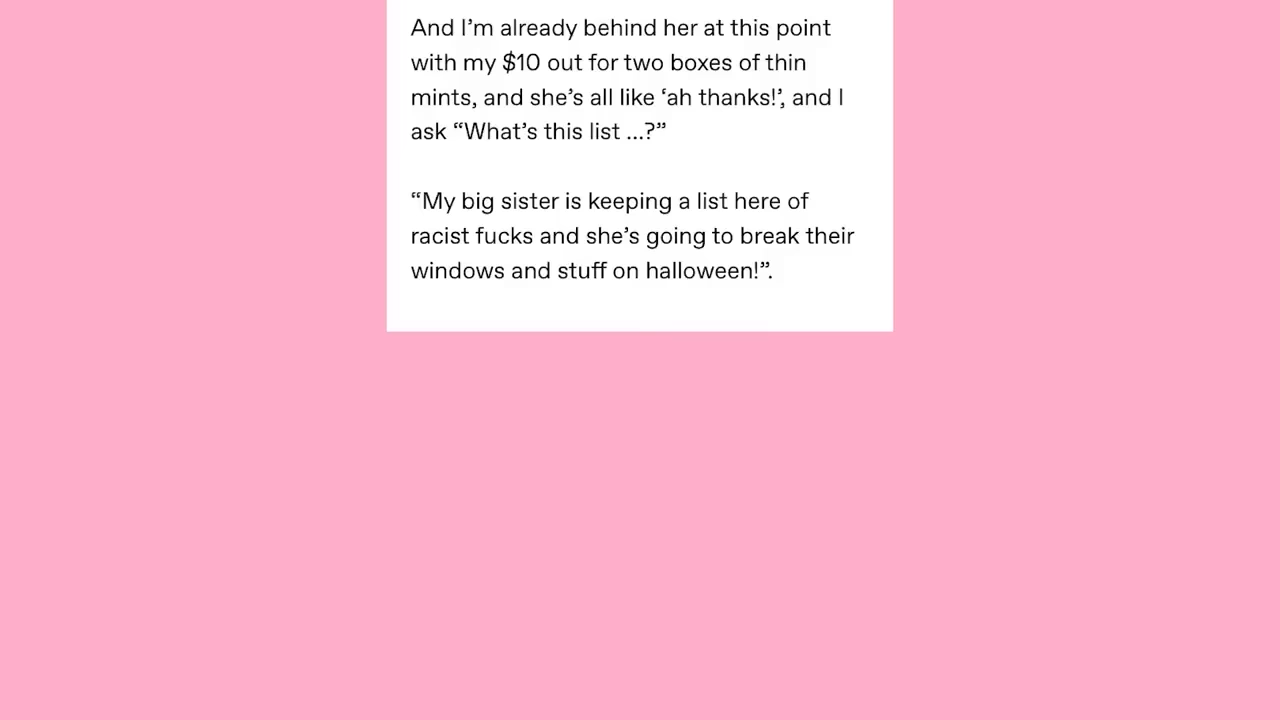 And I’m already behind her at this point
with my $10 out for two boxes of thin
mints, and she’s all like ‘ah thanks!’, and I
ask “What’s this list ...?”
“My big sister is keeping a list here of
racist fucks and she’s going to break their
windows and stuff on halloween!”.